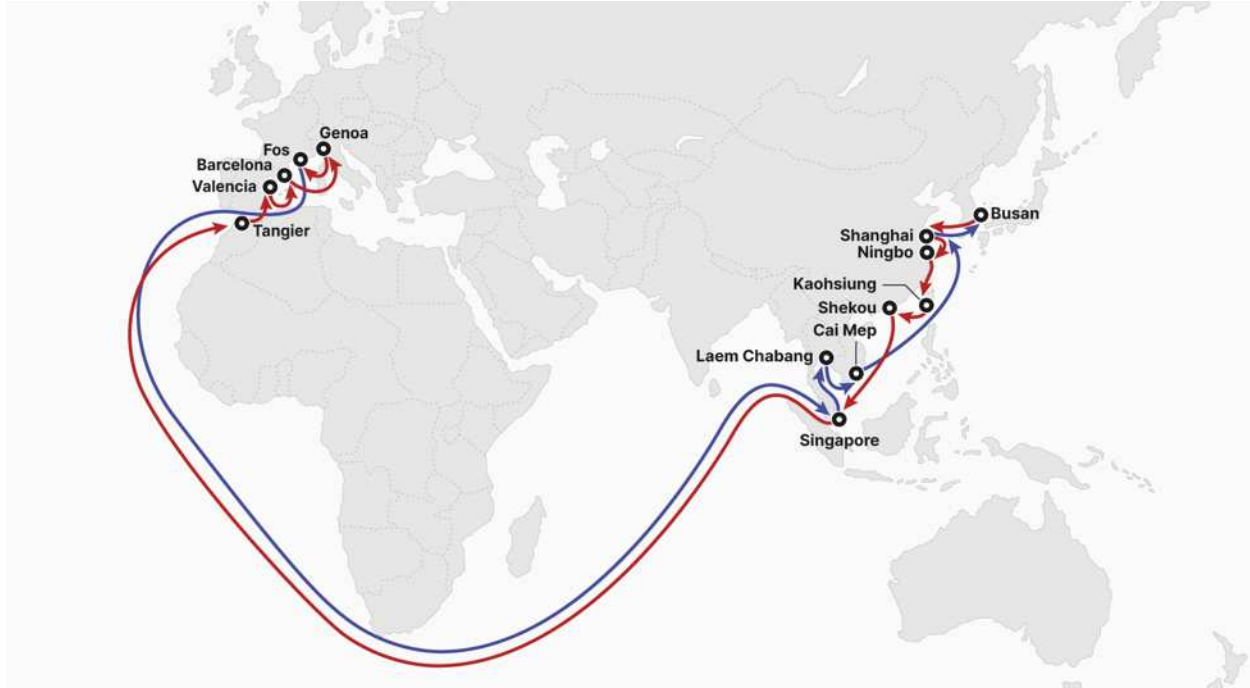 Genoa
Fos
Barcelona
Valencia
Tangier
Busan
Shanghai
Ningbo
Kaohsiung
Shekou
Cai Mep
Laem Chabang
Singapore